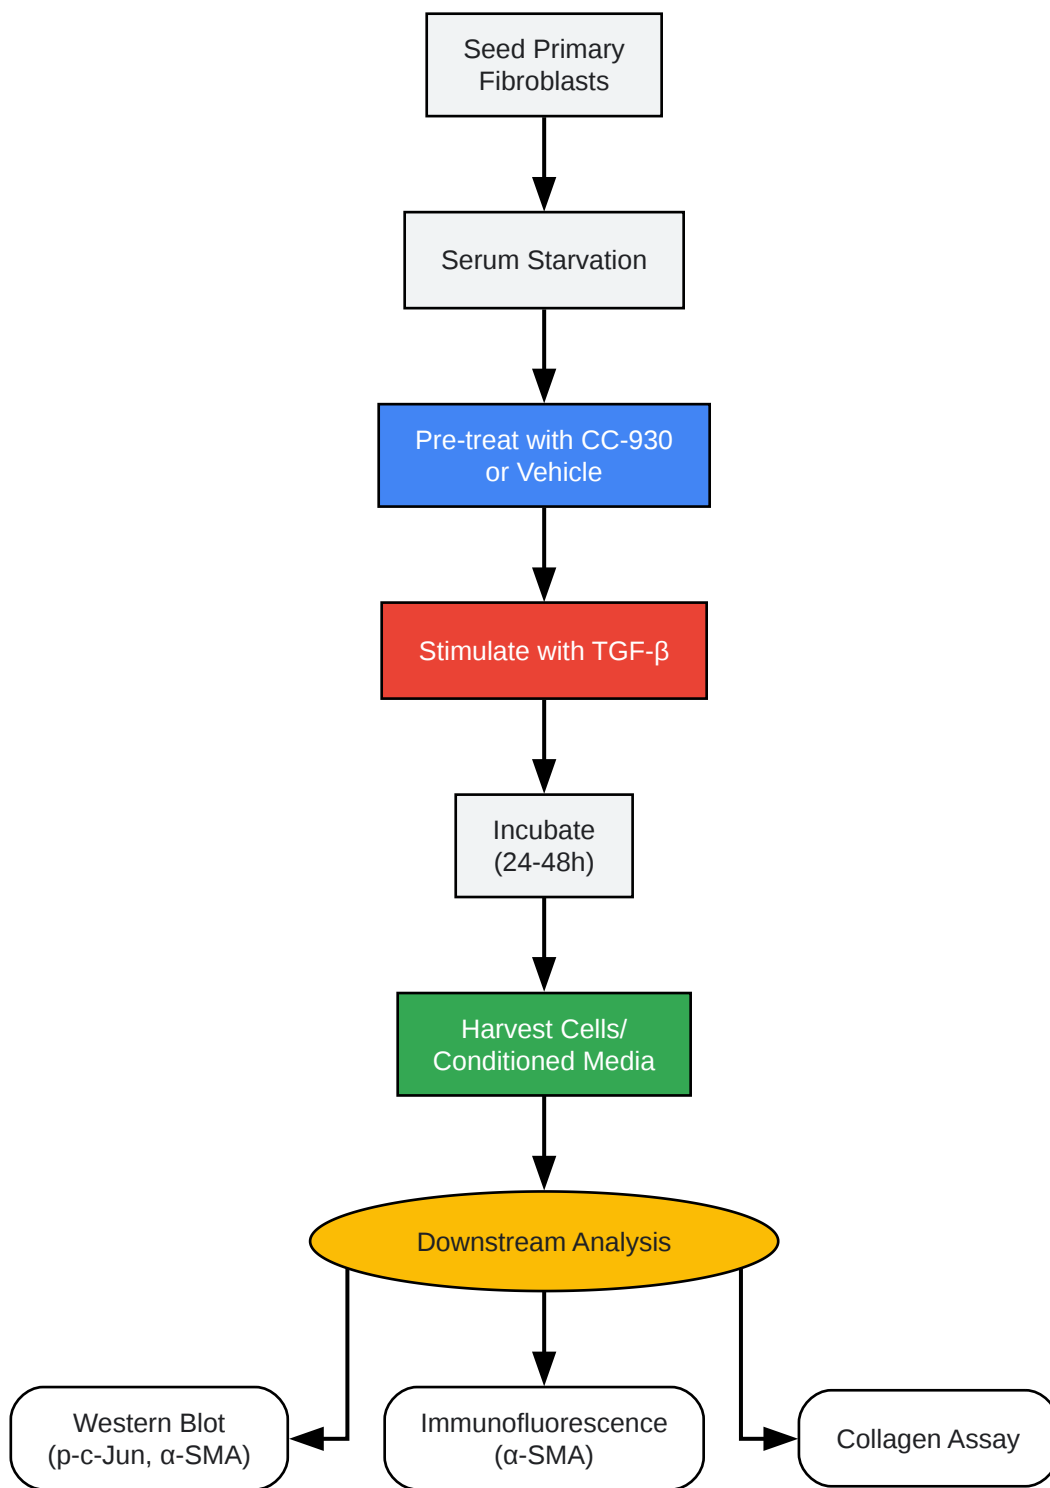 Seed Primary
Fibroblasts
Serum Starvation
Pre-treat with CC-930
or Vehicle
Stimulate with TGF-β
Incubate
(24-48h)
Harvest Cells/
Conditioned Media
Downstream Analysis
Western Blot
(p-c-Jun, α-SMA)
Immunofluorescence
(α-SMA)
Collagen Assay